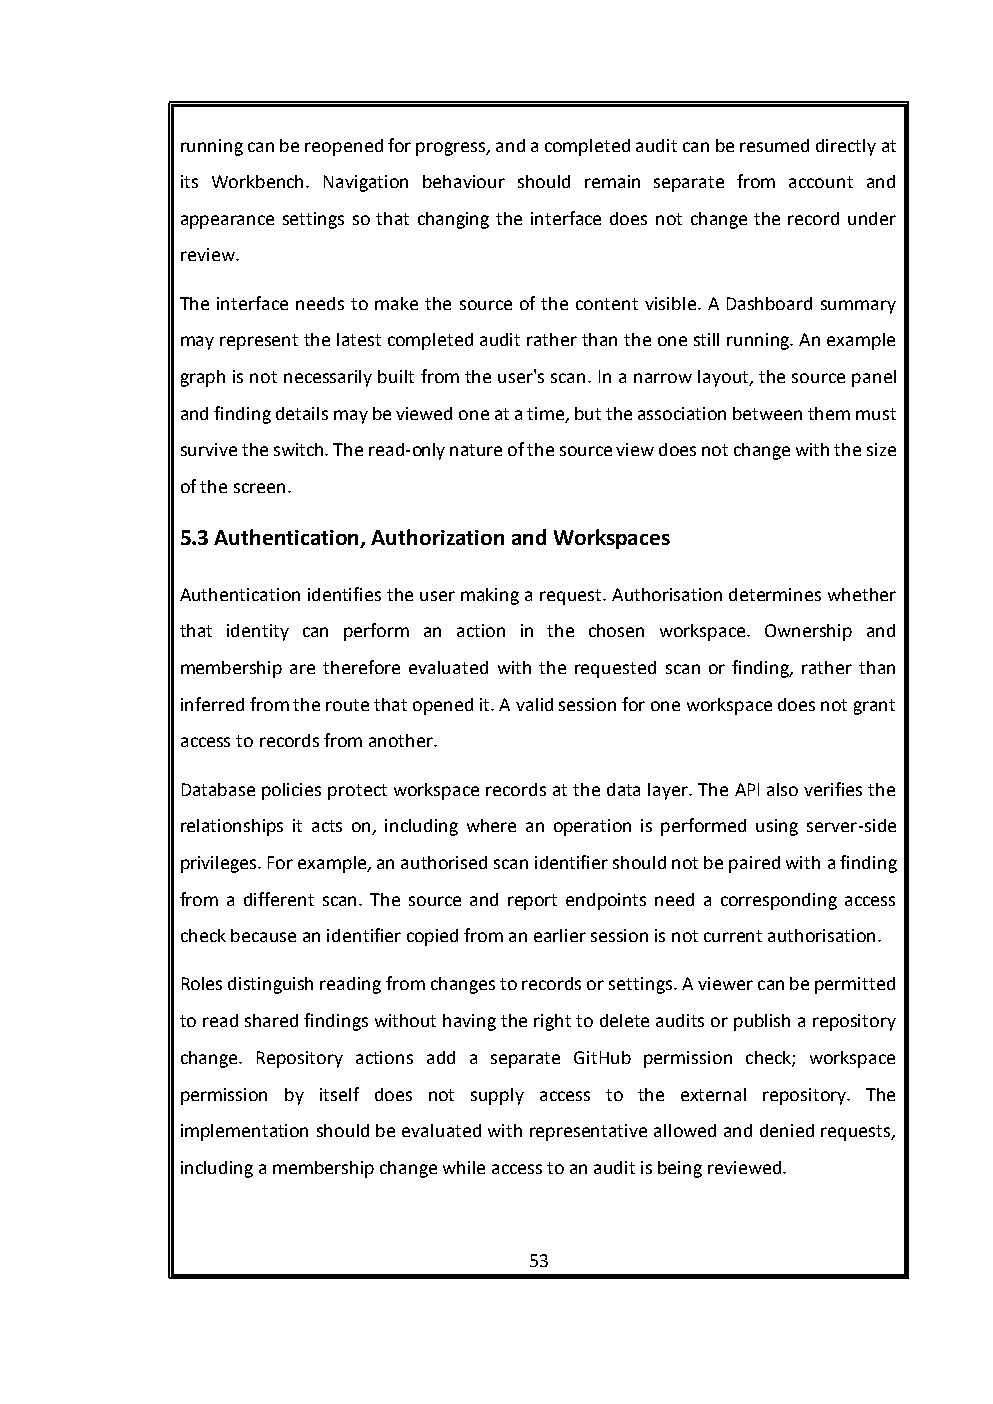 running can be reopened for progress, and a completed audit can be resumed directly at
its Workbench. Navigation behaviour should remain separate from account and
appearance settings so that changing the interface does not change the record under
review.
The interface needs to make the source of the content visible. A Dashboard summary
may represent the latest completed audit rather than the one still running. An example
graph is not necessarily built from the user's scan. In a narrow layout, the source panel
and finding details may be viewed one at a time, but the association between them must
survive the switch. The read-only nature of the source view does not change with the size
of the screen.
5.3 Authentication, Authorization and Workspaces
Authentication identifies the user making a request. Authorisation determines whether
that identity can perform an action in the chosen workspace. Ownership and
membership are therefore evaluated with the requested scan or finding, rather than
inferred from the route that opened it. A valid session for one workspace does not grant
access to records from another.
Database policies protect workspace records at the data layer. The API also verifies the
relationships it acts on, including where an operation is performed using server-side
privileges. For example, an authorised scan identifier should not be paired with a finding
from a different scan. The source and report endpoints need a corresponding access
check because an identifier copied from an earlier session is not current authorisation.
Roles distinguish reading from changes to records or settings. A viewer can be permitted
to read shared findings without having the right to delete audits or publish a repository
change. Repository actions add a separate GitHub permission check; workspace
permission by itself does not supply access to the external repository. The
implementation should be evaluated with representative allowed and denied requests,
including a membership change while access to an audit is being reviewed.
53